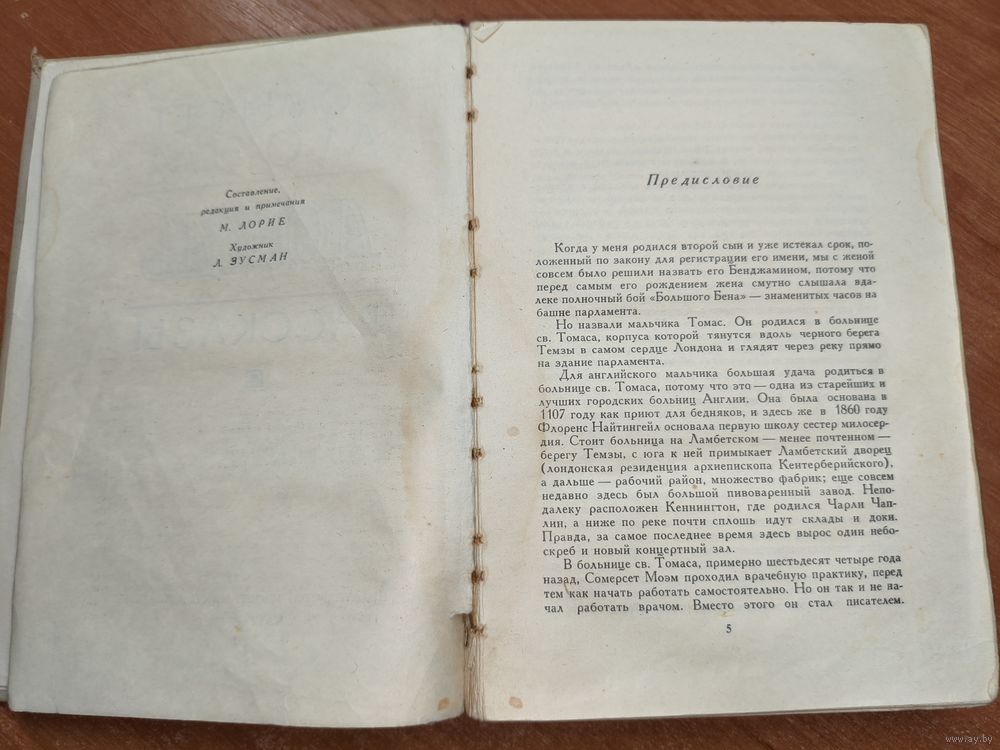 Составление,
редакция и примечания
М. ЛОРИЕ
Художник
Л. ЗУСМАН
Предисловие
Когда у меня родился второй сын и уже истекал срок, по-
ложенный по закону для регистрации его имени, мы с женой
совсем было решили назвать его Бенджамином, потому что
перед самым его рождением жена смутно слышала вда-
леке полночный бой «Большого Бена» — знаменитых часов на
башне парламента.
Но назвали мальчика Томас. Он родился в больнице
св. Томаса, корпуса которой тянутся вдоль черного берега
Темзы в самом сердце Лондона и глядят через реку прямо
на здание парламента.
Для английского мальчика большая удача родиться в
больнице св. Томаса, потому что это — одна из старейших и
лучших городских больниц Англии. Она была основана в
1107 году как приют для бедняков, и здесь же в 1860 году
Флоренс Найтингейл основала первую школу сестер милосер-
дия. Стоит больница на Ламбетском — менее почтенном —
берегу Темзы, с юга к ней примыкает Ламбетский дворец
(лондонская резиденция архиепископа Кентерберийского),
а дальше — рабочий район, множество фабрик; еще совсем
недавно здесь был большой пивоваренный завод. Непо-
далеку расположен Кеннингтон, где родился Чарли Чап-
лин, а ниже по реке почти сплошь идут склады и доки.
Правда, за самое последнее время здесь вырос один небо-
скреб и новый концертный зал.
В больнице св. Томаса, примерно шестьдесят четыре года
назад, Сомерсет Моэм проходил врачебную практику, перед
тем как начать работать самостоятельно. Но он так и не на-
чал работать врачом. Вместо этого он стал писателем.
5
www.ay.by